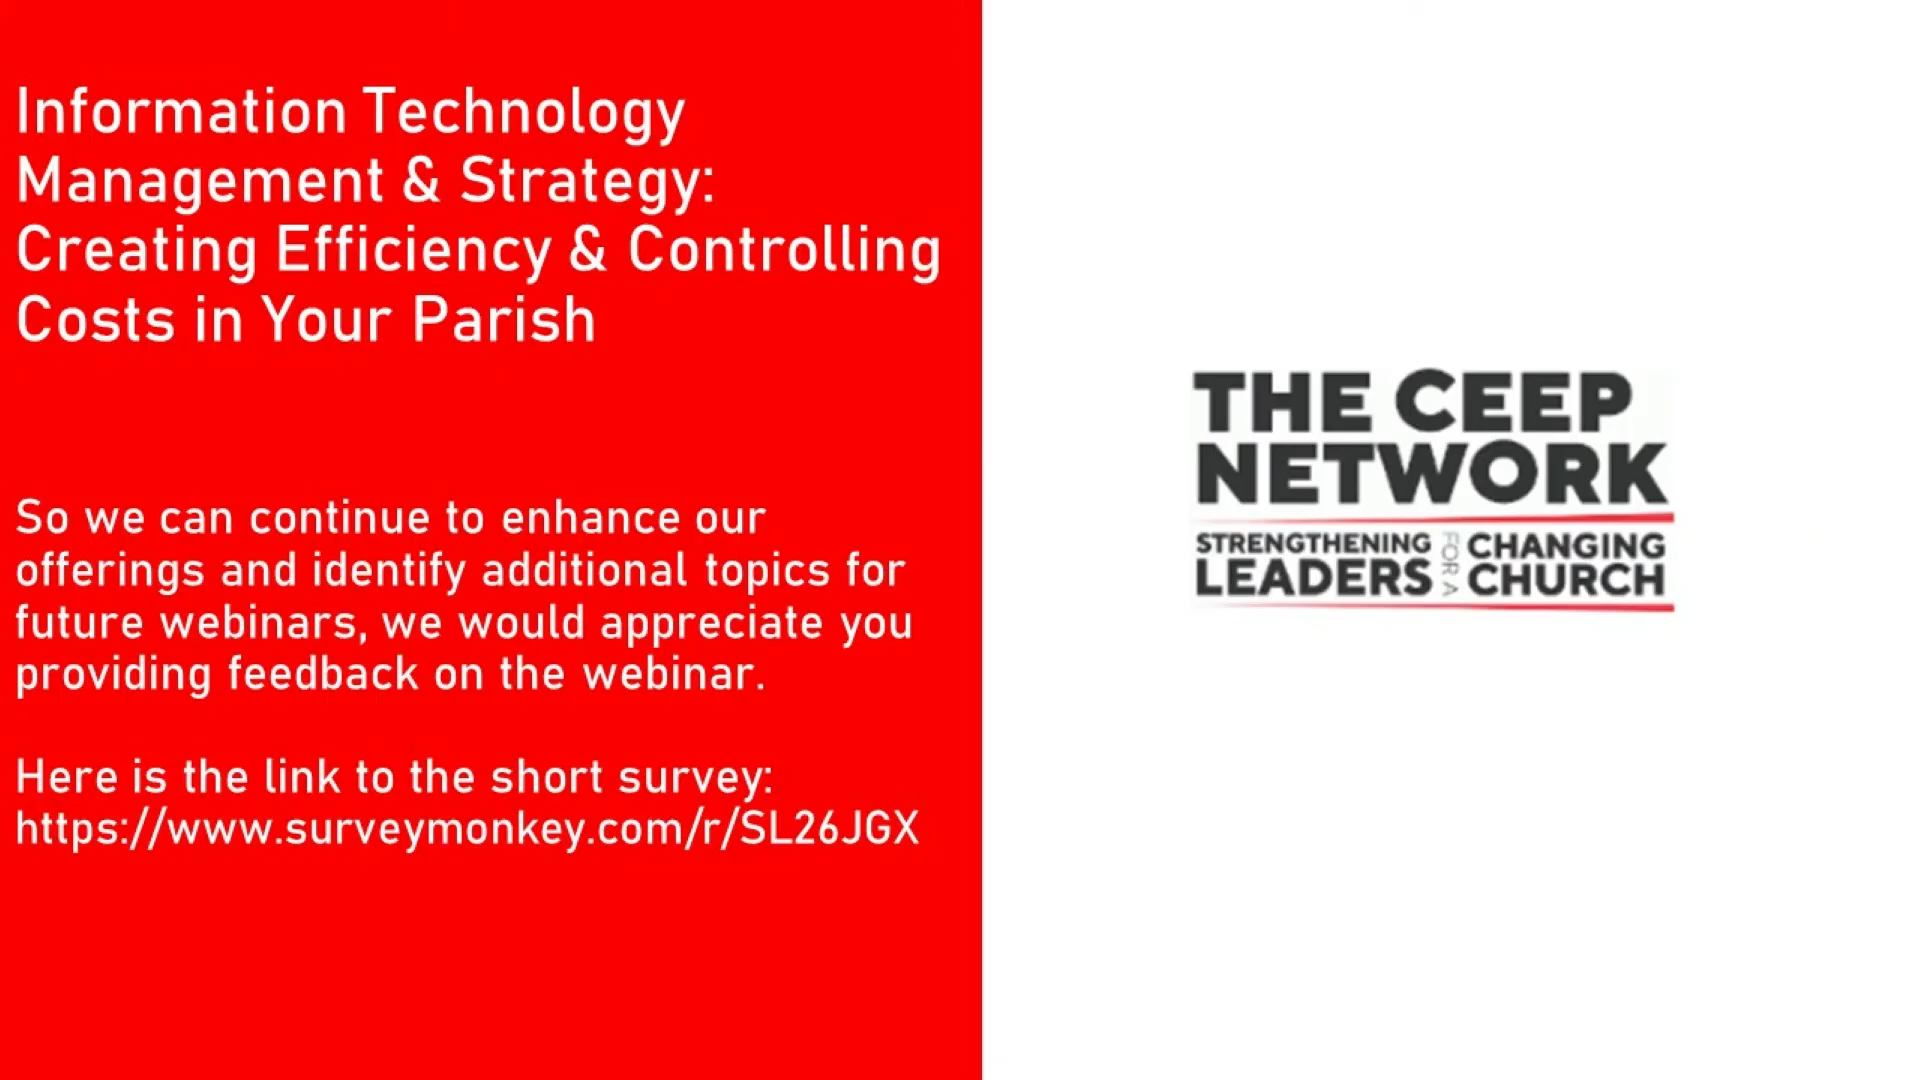 Information Technology
Management & Strategy:
Creating Efficiency & Controlling
Costs in Your Parish
So we can continue to enhance our
offerings and identify additional topics for
future webinars, we would appreciate you
providing feedback on the webinar.
Here is the link to the short survey:
https://www.surveymonkey.com/r/SL26JGX
THE CEEP
NETWORK
STRENGTHENING
LEADERS
FOR A
CHANGING
CHURCH